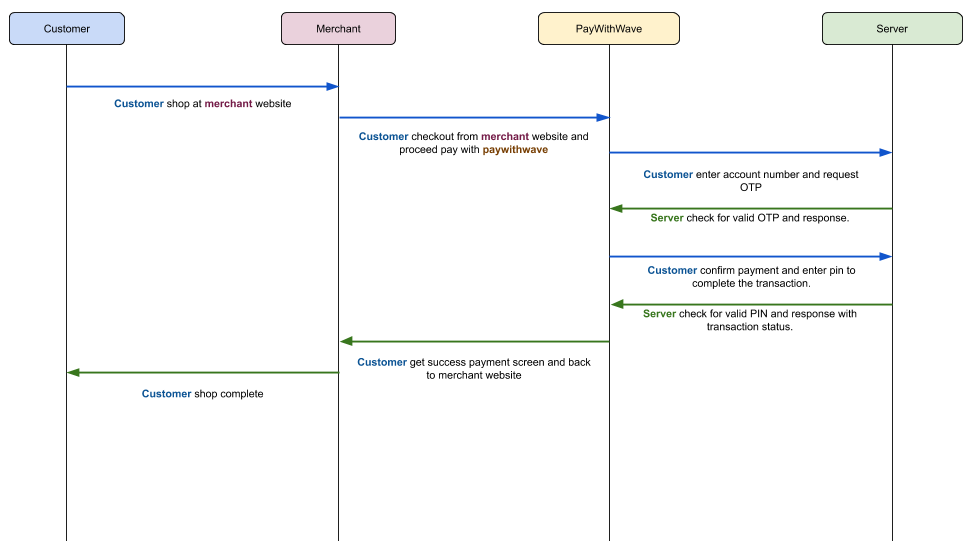 Customer
Merchant
PayWithWave
Server
Customer shop at merchant website
Customer checkout from merchant website and
proceed pay with paywithwave
Customer enter account number and request
OTP
Server check for valid OTP and response.
Customer confirm payment and enter pin to
complete the transaction.
Server check for valid PIN and response with
transaction status.
Customer get success payment screen and back
to merchant website
Customer shop complete